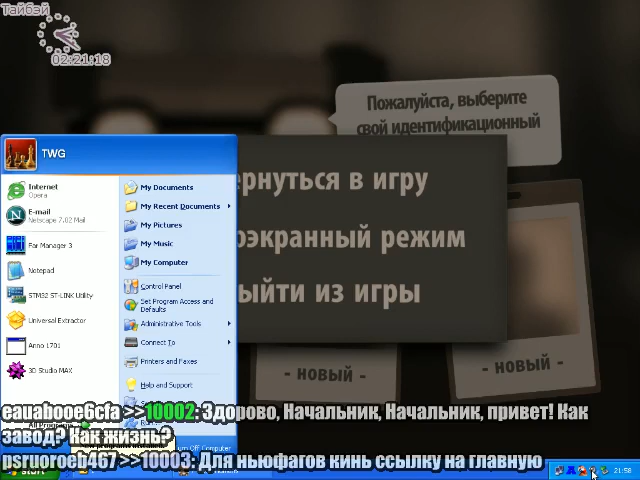 Тайбэй
02:21:18
Пожалуйста, выберите
свой идентификационный
TWG
ернуться в игру
рэкранный режим
ыйти из игры
Internet
Opera
E-mail
Netscape 7.02 Mail
Far Manager 3
Notepad
STM32 ST-LINK Utility
Universal Extractor
Anno 1701
3D Studio MAX
My Documents
My Recent Documents
My Pictures
My Music
My Computer
Control Panel
Set Program Access and
Defaults
Administrative Tools
Connect To
Printers and Faxes
Help and Support
- новый -
- новый -
eauabooe6cfa >>10002: Здорово, Начальник, Начальник, привет! Как
завод? Как жизнь?
Off Computer
psruoroeb467 >>10003: Для ньюфагов кинь ссылку на главную
start
21:58